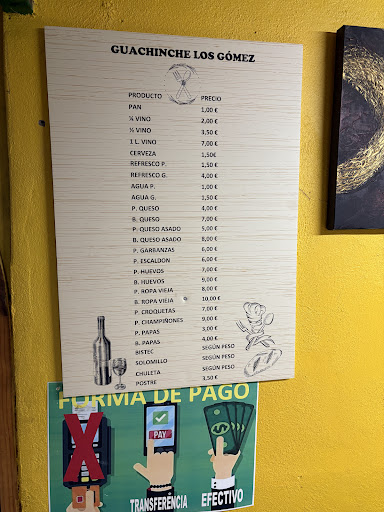 GUACHINCHE LOS GÓMEZ
PRODUCTO PRECIO
PAN 1,00 €
¼ VINO 2,00 €
½ VINO 3,50 €
1 L. VINO 7,00 €
CERVEZA 1,50€
REFRESCO P. 1,50€
REFRESCO G. 4,00 €
AGUA P. 1,00 €
AGUA G. 1,50 €
P. QUESO 4,00 €
B. QUESO 7,00 €
P. QUESO ASADO 5,00 €
B. QUESO ASADO 8,00 €
P. GARBANZAS 6,00 €
P. ESCALDON 6,00 €
P. HUEVOS 7,00 €
B. HUEVOS 9,00 €
P. ROPA VIEJA 8,00 €
B. ROPA VIEJA 10,00 €
P. CROQUETAS 7,00 €
P. CHAMPIÑONES 9,00 €
P. PAPAS 3,00 €
B. PAPAS 4,00 €
BISTEC SEGÚN PESO
SOLOMILLO SEGÚN PESO
CHULETA SEGÚN PESO
POSTRE 3,50 €
FORMA DE PAGO
PAY
TRANSFERÉNCIA EFECTIVO